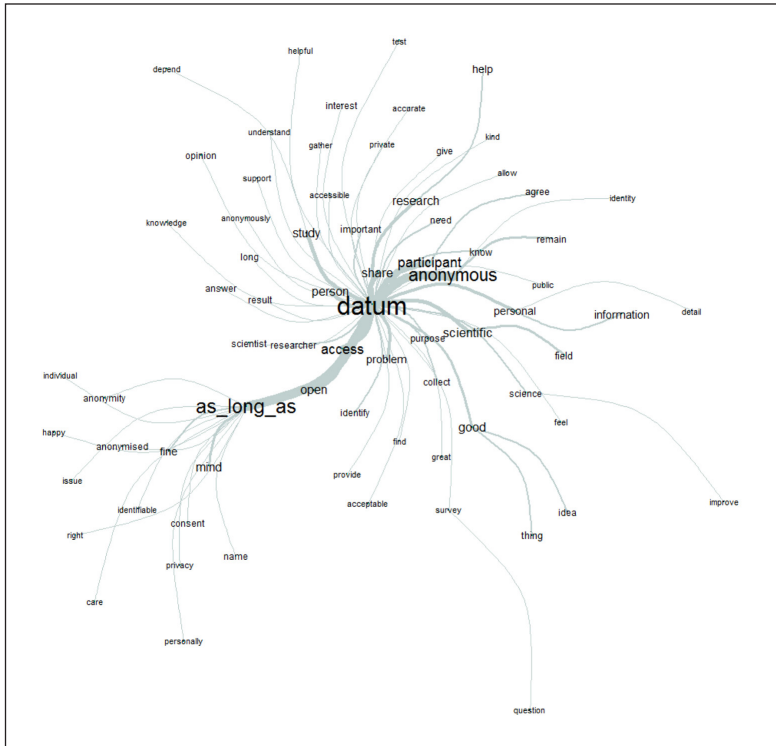 test
helpful
depend
help
interest
accurate
understand
kind
gather
private
give
opinion
allow
support
accessible
agree
research
identity
knowledge
anonymously
need
important
study
remain
know
long
participant
share
anonymous
public
answer
person
result
datum
personal
information
detail
scientific
scientist
researcher
purpose
access
field
problem
individual
collect
open
science
anonymity
as_long_as
identify
feel
happy
good
anonymised
find
fine
great
mind
issue
provide
improve
acceptable
identifiable
survey
idea
consent
right
thing
name
privacy
care
personally
question